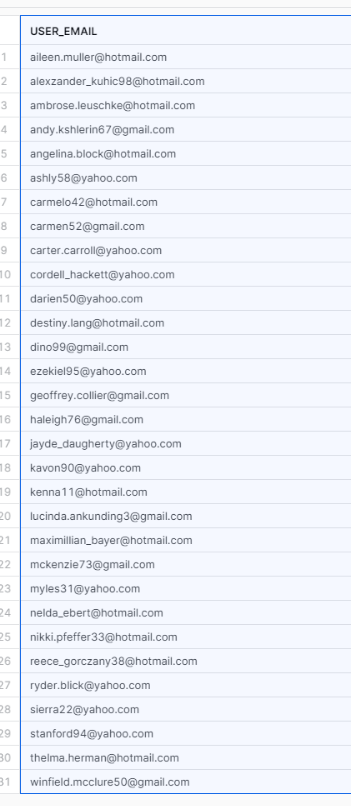 USER_EMAIL
1 aileen.muller@hotmail.com
2 alexzander_kuhic98@hotmail.com
3 ambrose.leuschke@hotmail.com
4 andy.kshlerin67@gmail.com
5 angelina.block@hotmail.com
6 ashly58@yahoo.com
7 carmelo42@hotmail.com
8 carmen52@gmail.com
9 carter.carroll@yahoo.com
10 cordell_hackett@yahoo.com
11 darien50@yahoo.com
12 destiny.lang@hotmail.com
13 dino99@gmail.com
14 ezekiel95@yahoo.com
15 geoffrey.collier@gmail.com
16 haleigh76@gmail.com
17 jayde_daugherty@yahoo.com
18 kavon90@yahoo.com
19 kenna11@hotmail.com
20 lucinda.ankunding3@gmail.com
21 maximillian_bayer@hotmail.com
22 mckenzie73@gmail.com
23 myles31@yahoo.com
24 nelda_ebert@hotmail.com
25 nikki.pfeffer33@hotmail.com
26 reece_gorczany38@hotmail.com
27 ryder.blick@yahoo.com
28 sierra22@yahoo.com
29 stanford94@yahoo.com
30 thelma.herman@hotmail.com
31 winfield.mcclure50@gmail.com